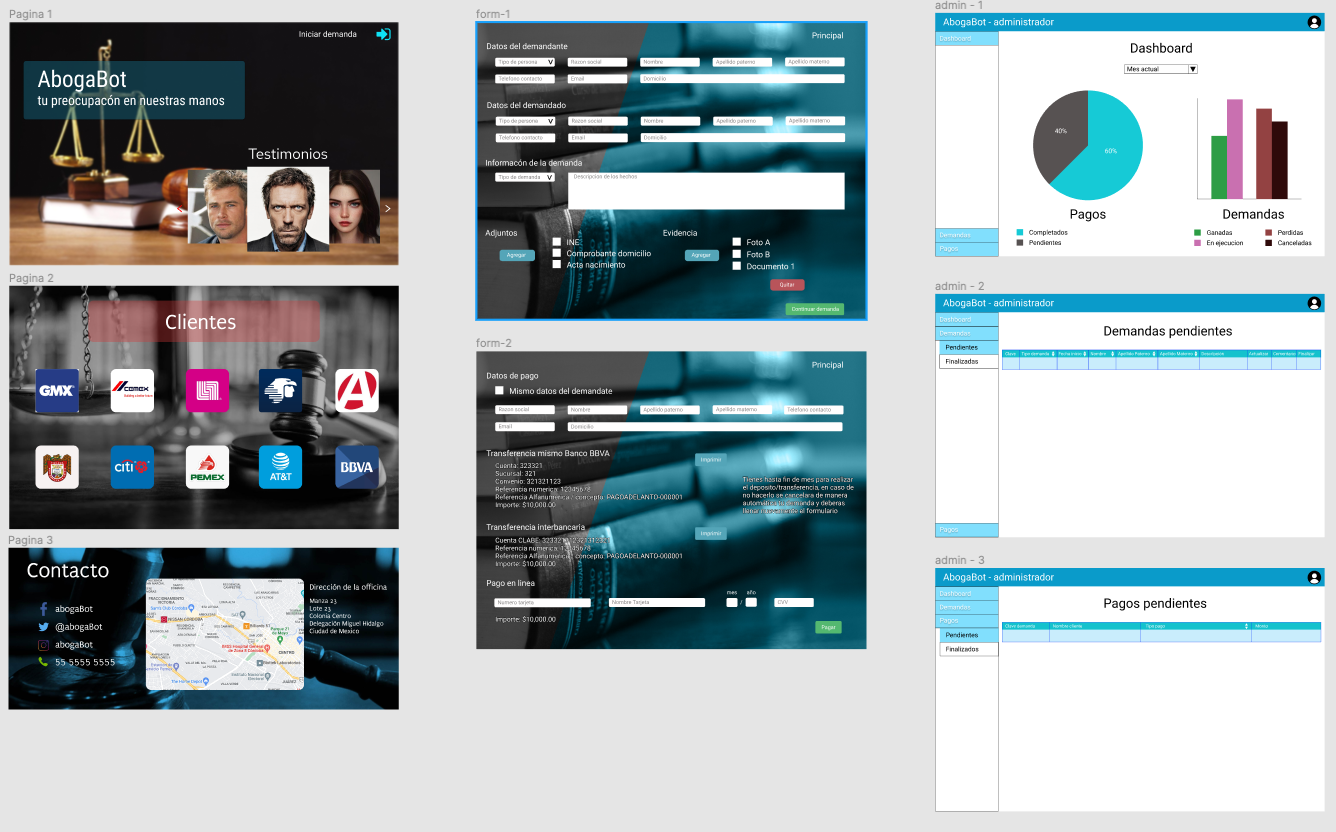 Pagina 1
Iniciar demanda
AbogaBot
tu preocupacón en nuestras manos
Testimonios
Pagina 2
Clientes
GMX
CEMEX
citi
PEMEX
AT&T
BBVA
Pagina 3
Contacto
abogaBot
@abogaBot
abogaBot
55 5555 5555
Dirección de la officina
Manza 23
Lote 23
Colonia Centro
Delegación Miguel Hidalgo
Ciudad de Mexico
form-1
Principal
Datos del demandante
Tipo de persona V Razon social Nombre Apellido paterno Apellido materno
Telefono contacto Email Domicilio
Datos del demandado
Tipo de persona V Razon social Nombre Apellido paterno Apellido materno
Telefono contacto Email Domicilio
Informacón de la demanda
Tipo de demanda V Descripcion de los hechos
Adjuntos
Agregar
INE
Comprobante domicilio
Acta nacimiento
Evidencia
Agregar
Foto A
Foto B
Documento 1
Quitar
Continuar demanda
form-2
Principal
Datos de pago
Mismo datos del demandate
Razon social Nombre Apellido paterno Apellido materno Telefono contacto
Email Domicilio
Transferencia mismo Banco BBVA
Imprimir
Cuenta: 323321
Sucursal: 321
Convenio: 321321123
Referencia numerica: 12345678
Referencia Alfanumerica / concepto: PAGOADELANTO-000001
Importe: $10,000.00
Tienes hasta fin de mes para realizar
el deposito/transferencia, en caso de
no hacerlo se cancelara de manera
automatica tu demanda y deberas
llenar nuevamente el formulario
Transferencia interbancaria
Imprimir
Referencia numerica: 12345678
Referencia Alfanumerica / concepto: PAGOADELANTO-000001
Importe: $10,000.00
Pago en linea
mes año
Numero tarjeta Nombre Tarjeta / CVV
Importe: $10,000.00
Pagar
admin - 1
AbogaBot - administrador
Dashboard
Demandas
Pagos
Dashboard
Mes actual
40%
60%
Pagos
Completados
Pendientes
Demandas
Ganadas
Perdidas
En ejecucion
Canceladas
admin - 2
AbogaBot - administrador
Dashboard
Demandas
Pendientes
Finalizadas
Pagos
Demandas pendientes
Clave Tipo demanda Fecha inicio Nombre Apellido Paterno Apellido Materno Descripcion Actualizar Comentario Finalizar
admin - 3
AbogaBot - administrador
Dashboard
Demandas
Pagos
Pendientes
Finalizados
Pagos pendientes
Clave demanda Nombre cliente Tipo pago Monto